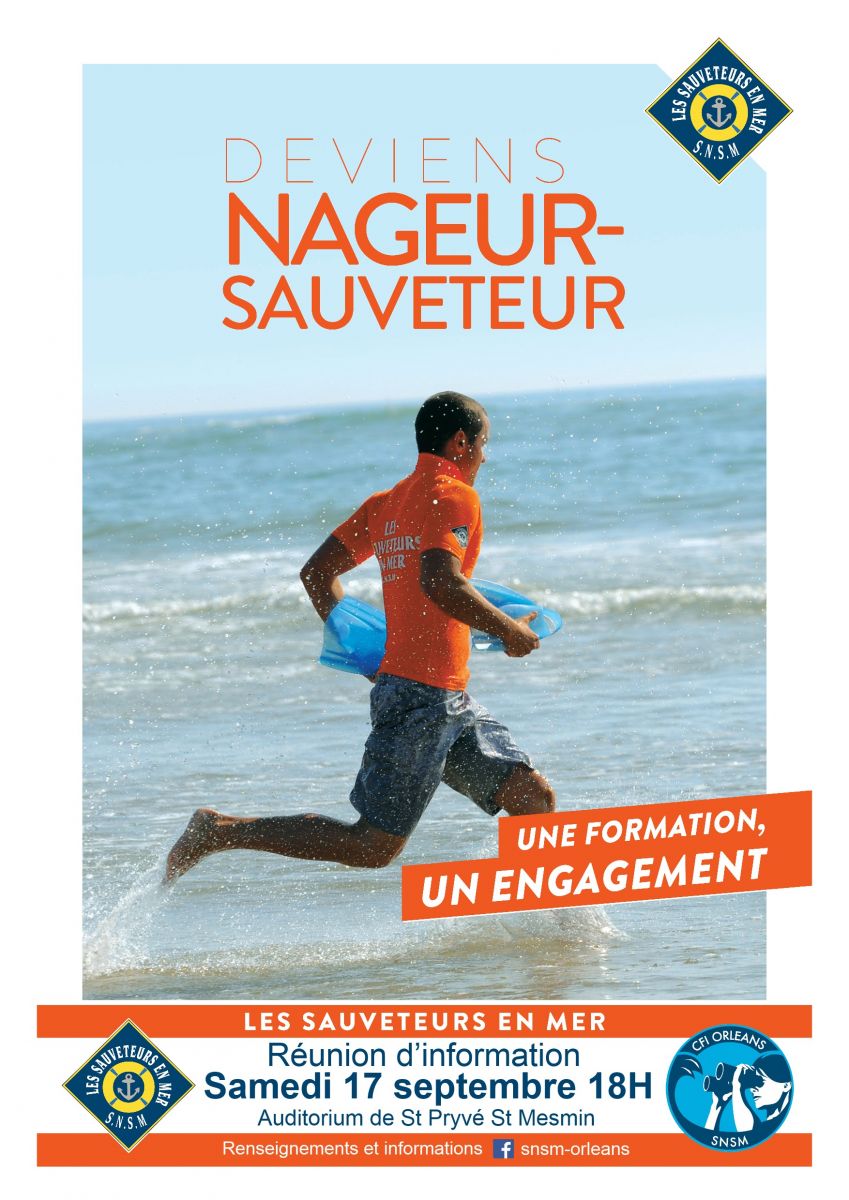 LES SAUVETEURS EN MER
S.N.S.M
DEVIENS
NAGEUR-
SAUVETEUR
LES
SAUVETEURS
EN MER
UNE FORMATION,
UN ENGAGEMENT
LES SAUVETEURS EN MER
LES SAUVETEURS EN MER
S.N.S.M
Réunion d'information
Samedi 17 septembre 18H
Auditorium de St Pryvé St Mesmin
CFI ORLEANS
SNSM
Renseignements et informations f snsm-orleans